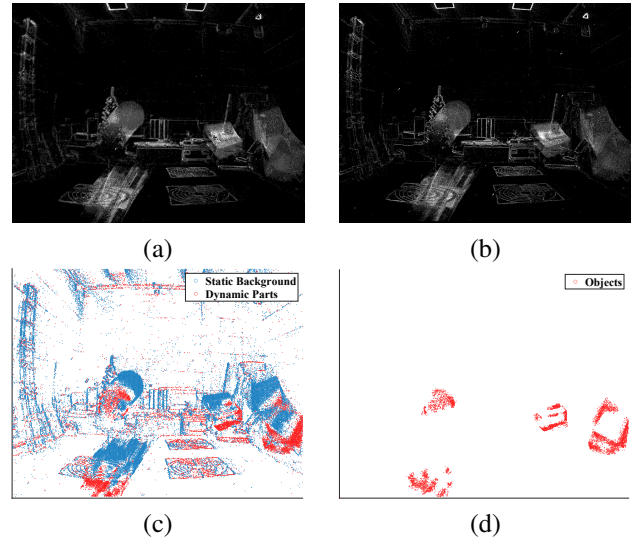 (a)
(b)
Static Background
Dynamic Parts
Objects
(c)
(d)